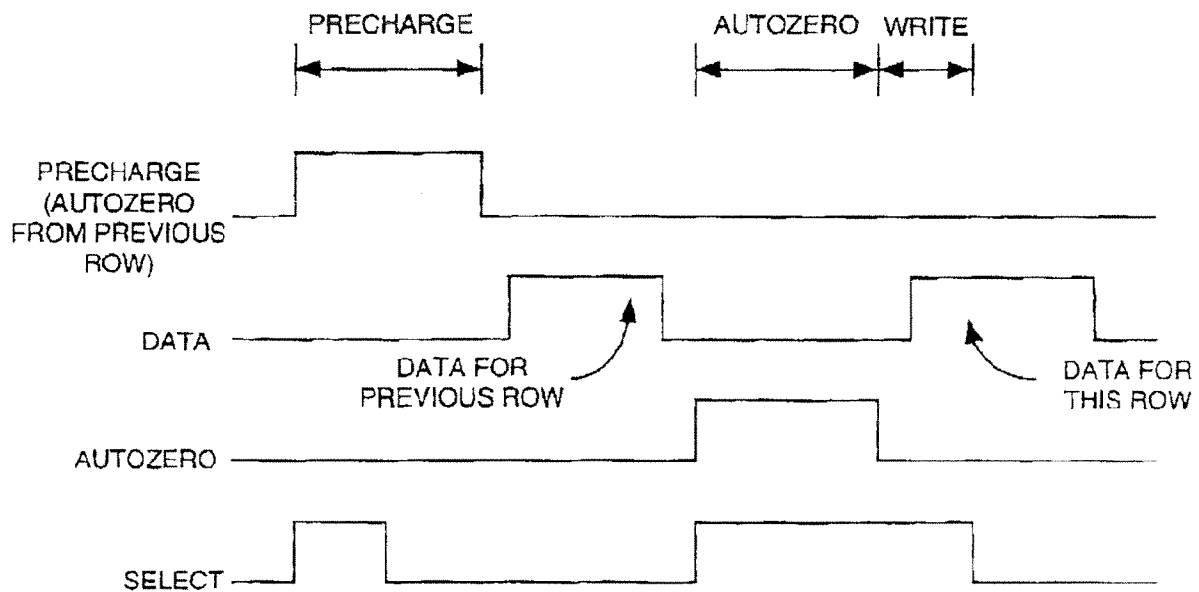 PRECHARGE
AUTOZERO
WRITE
PRECHARGE
(AUTOZERO
FROM PREVIOUS
ROW)
DATA
DATA FOR
PREVIOUS ROW
DATA FOR
THIS ROW
AUTOZERO
SELECT